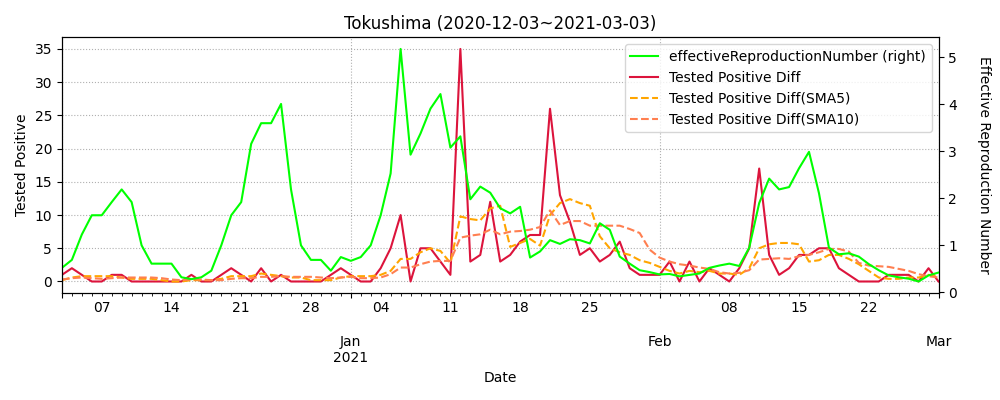 Tokushima (2020-12-03~2021-03-03)
effectiveReproductionNumber (right)
Tested Positive Diff
Tested Positive Diff(SMA5)
Tested Positive Diff(SMA10)
Tested Positive
35
30
25
20
15
10
5
0
Effective Reproduction Number
5
4
3
2
1
0
07 14 21 28 04 11 18 25 08 15 22
Jan Feb Mar
2021
Date